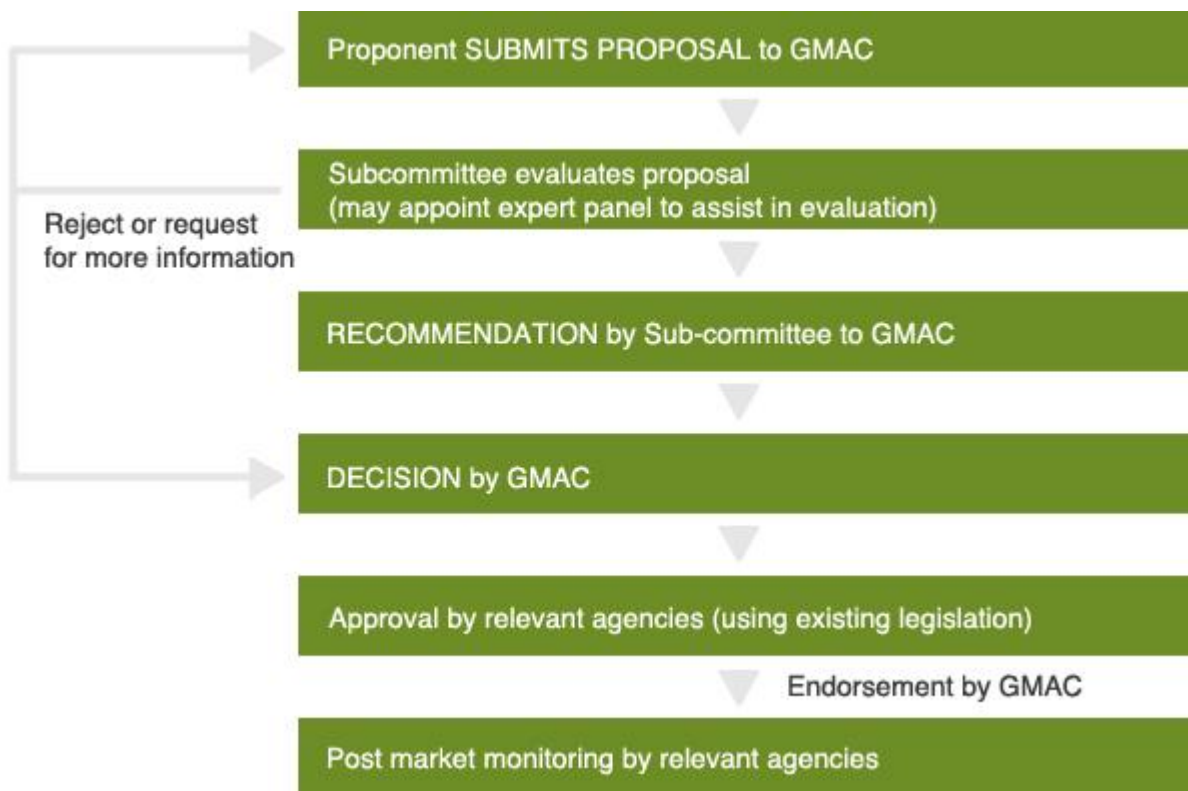 Proponent SUBMITS PROPOSAL to GMAC
Subcommittee evaluates proposal
(may appoint expert panel to assist in evaluation)
Reject or request
for more information
RECOMMENDATION by Sub-committee to GMAC
DECISION by GMAC
Approval by relevant agencies (using existing legislation)
Endorsement by GMAC
Post market monitoring by relevant agencies